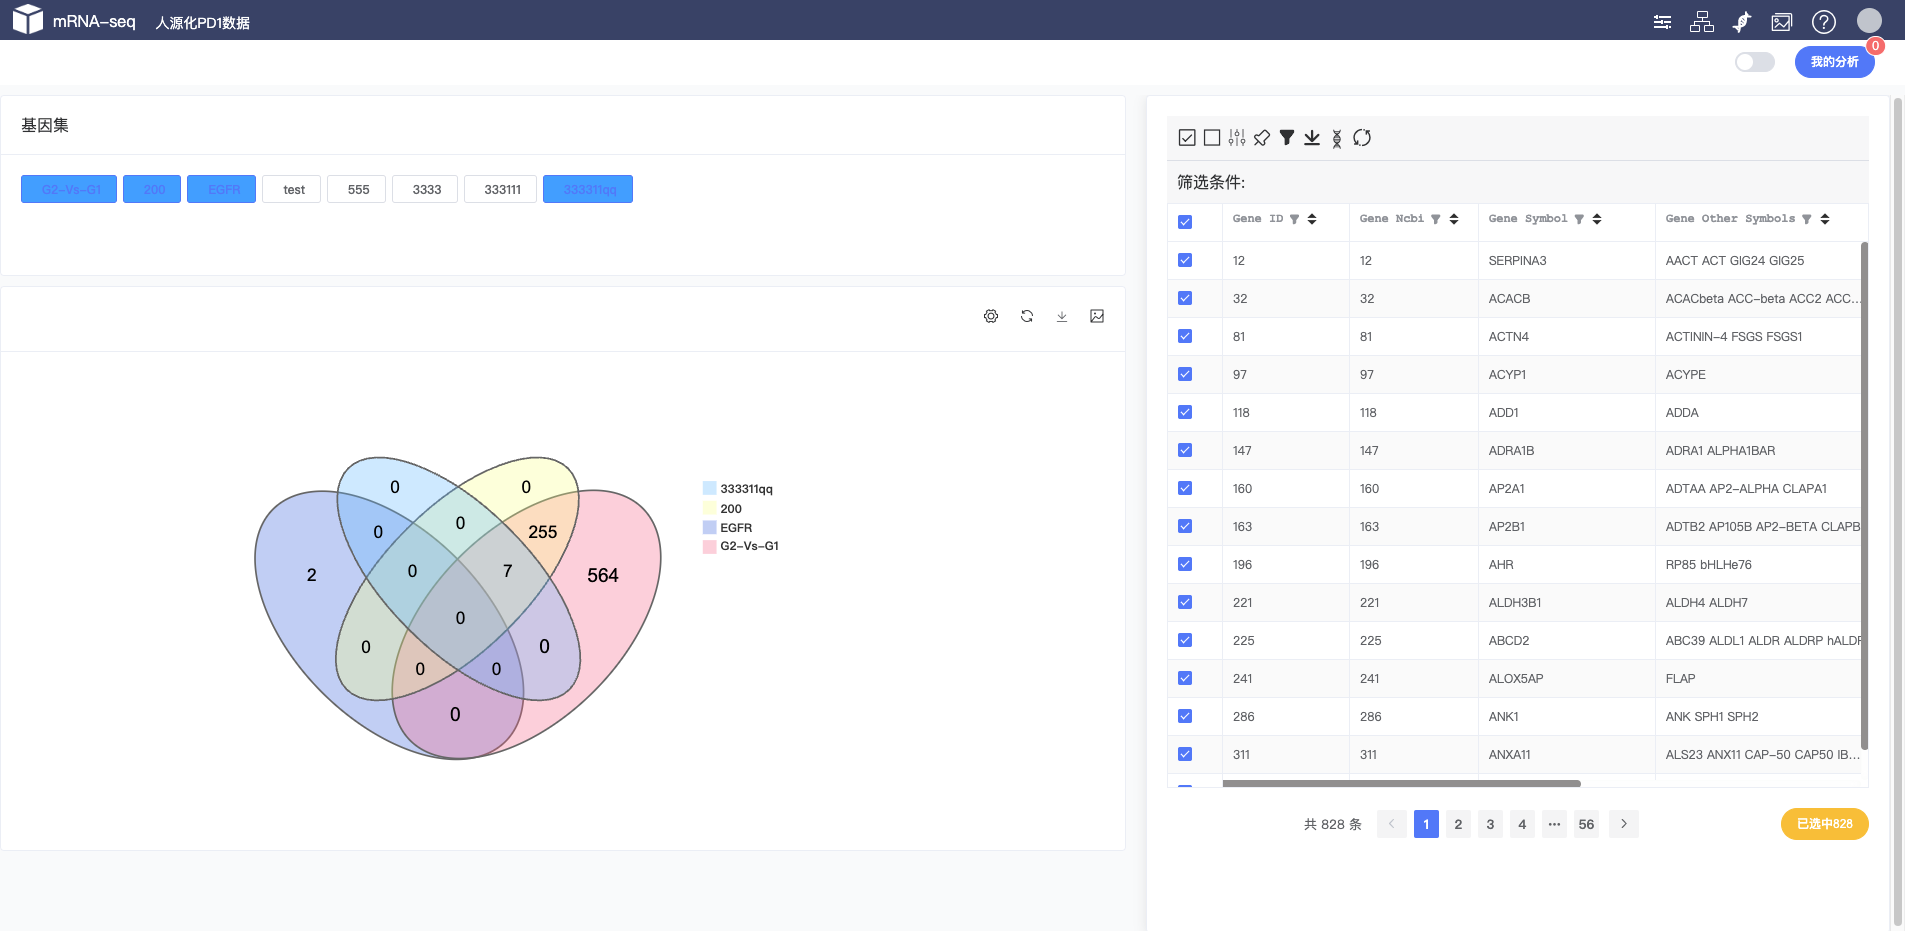 mRNA-seq 人源化PD1数据
0
我的分析
基因集
G2-Vs-G1 200 EGFR test 555 3333 333111 333311qq
0 0
0 0 255
2 0 7 564
0
0 0 0 0
0
333311qq
200
EGFR
G2-Vs-G1
筛选条件:
Gene ID Gene Ncbi Gene Symbol Gene Other Symbols
12 12 SERPINA3 AACT ACT GIG24 GIG25
32 32 ACACB ACACbeta ACC-beta ACC2 ACC...
81 81 ACTN4 ACTININ-4 FSGS FSGS1
97 97 ACYP1 ACYPE
118 118 ADD1 ADDA
147 147 ADRA1B ADRA1 ALPHA1BAR
160 160 AP2A1 ADTAA AP2-ALPHA CLAPA1
163 163 AP2B1 ADTB2 AP105B AP2-BETA CLAPB
196 196 AHR RP85 bHLHe76
221 221 ALDH3B1 ALDH4 ALDH7
225 225 ABCD2 ABC39 ALDL1 ALDR ALDRP hALDR
241 241 ALOX5AP FLAP
286 286 ANK1 ANK SPH1 SPH2
311 311 ANXA11 ALS23 ANX11 CAP-50 CAP50 IB...
共 828 条 1 2 3 4 ... 56 已选中828